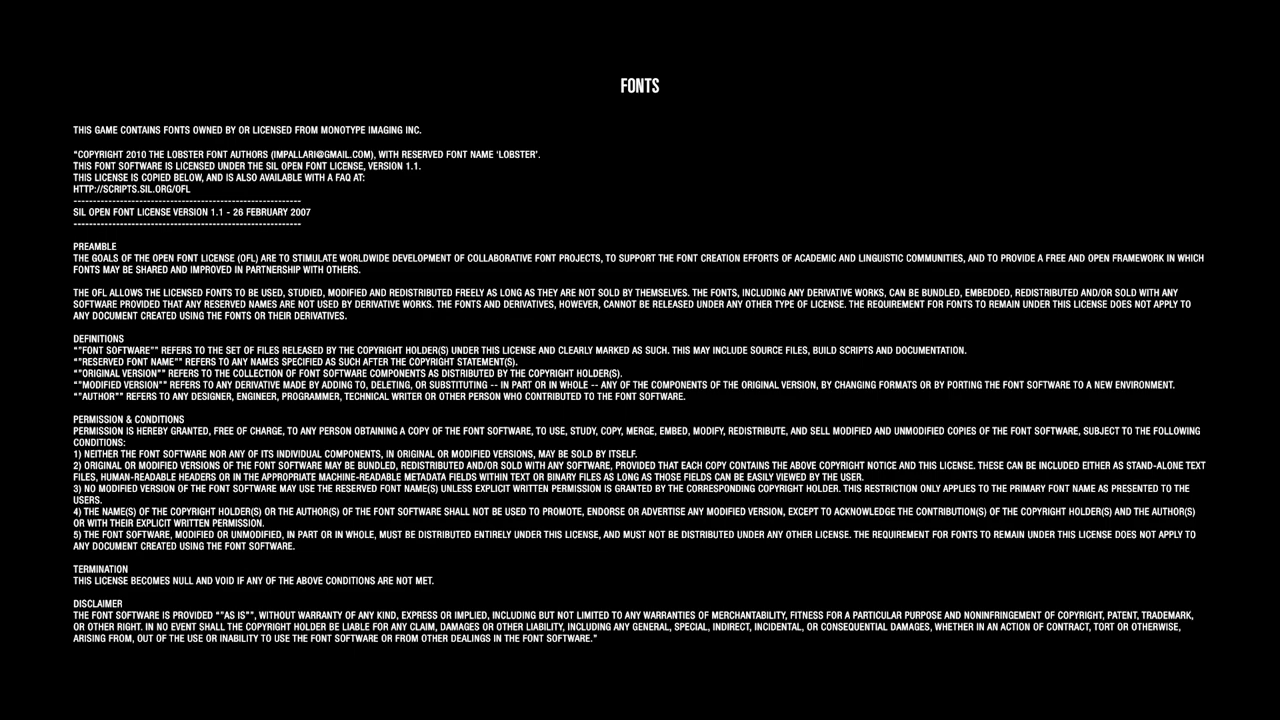 FONTS
THIS GAME CONTAINS FONTS OWNED BY OR LICENSED FROM MONOTYPE IMAGING INC.
"COPYRIGHT 2010 THE LOBSTER FONT AUTHORS (IMPALLARI@GMAIL.COM), WITH RESERVED FONT NAME 'LOBSTER'.
THIS FONT SOFTWARE IS LICENSED UNDER THE SIL OPEN FONT LICENSE, VERSION 1.1.
THIS LICENSE IS COPIED BELOW, AND IS ALSO AVAILABLE WITH A FAQ AT:
HTTP://SCRIPTS.SIL.ORG/OFL
-----------------------------------------------------------
SIL OPEN FONT LICENSE VERSION 1.1 - 26 FEBRUARY 2007
-----------------------------------------------------------
PREAMBLE
THE GOALS OF THE OPEN FONT LICENSE (OFL) ARE TO STIMULATE WORLDWIDE DEVELOPMENT OF COLLABORATIVE FONT PROJECTS, TO SUPPORT THE FONT CREATION EFFORTS OF ACADEMIC AND LINGUISTIC COMMUNITIES, AND TO PROVIDE A FREE AND OPEN FRAMEWORK IN WHICH
FONTS MAY BE SHARED AND IMPROVED IN PARTNERSHIP WITH OTHERS.
THE OFL ALLOWS THE LICENSED FONTS TO BE USED, STUDIED, MODIFIED AND REDISTRIBUTED FREELY AS LONG AS THEY ARE NOT SOLD BY THEMSELVES. THE FONTS, INCLUDING ANY DERIVATIVE WORKS, CAN BE BUNDLED, EMBEDDED, REDISTRIBUTED AND/OR SOLD WITH ANY
SOFTWARE PROVIDED THAT ANY RESERVED NAMES ARE NOT USED BY DERIVATIVE WORKS. THE FONTS AND DERIVATIVES, HOWEVER, CANNOT BE RELEASED UNDER ANY OTHER TYPE OF LICENSE. THE REQUIREMENT FOR FONTS TO REMAIN UNDER THIS LICENSE DOES NOT APPLY TO
ANY DOCUMENT CREATED USING THE FONTS OR THEIR DERIVATIVES.
DEFINITIONS
""FONT SOFTWARE"" REFERS TO THE SET OF FILES RELEASED BY THE COPYRIGHT HOLDER(S) UNDER THIS LICENSE AND CLEARLY MARKED AS SUCH. THIS MAY INCLUDE SOURCE FILES, BUILD SCRIPTS AND DOCUMENTATION.
""RESERVED FONT NAME"" REFERS TO ANY NAMES SPECIFIED AS SUCH AFTER THE COPYRIGHT STATEMENT(S).
""ORIGINAL VERSION"" REFERS TO THE COLLECTION OF FONT SOFTWARE COMPONENTS AS DISTRIBUTED BY THE COPYRIGHT HOLDER(S).
""MODIFIED VERSION"" REFERS TO ANY DERIVATIVE MADE BY ADDING TO, DELETING, OR SUBSTITUTING -- IN PART OR IN WHOLE -- ANY OF THE COMPONENTS OF THE ORIGINAL VERSION, BY CHANGING FORMATS OR BY PORTING THE FONT SOFTWARE TO A NEW ENVIRONMENT.
""AUTHOR"" REFERS TO ANY DESIGNER, ENGINEER, PROGRAMMER, TECHNICAL WRITER OR OTHER PERSON WHO CONTRIBUTED TO THE FONT SOFTWARE.
PERMISSION & CONDITIONS
PERMISSION IS HEREBY GRANTED, FREE OF CHARGE, TO ANY PERSON OBTAINING A COPY OF THE FONT SOFTWARE, TO USE, STUDY, COPY, MERGE, EMBED, MODIFY, REDISTRIBUTE, AND SELL MODIFIED AND UNMODIFIED COPIES OF THE FONT SOFTWARE, SUBJECT TO THE FOLLOWING
CONDITIONS:
1) NEITHER THE FONT SOFTWARE NOR ANY OF ITS INDIVIDUAL COMPONENTS, IN ORIGINAL OR MODIFIED VERSIONS, MAY BE SOLD BY ITSELF.
2) ORIGINAL OR MODIFIED VERSIONS OF THE FONT SOFTWARE MAY BE BUNDLED, REDISTRIBUTED AND/OR SOLD WITH ANY SOFTWARE, PROVIDED THAT EACH COPY CONTAINS THE ABOVE COPYRIGHT NOTICE AND THIS LICENSE. THESE CAN BE INCLUDED EITHER AS STAND-ALONE TEXT
FILES, HUMAN-READABLE HEADERS OR IN THE APPROPRIATE MACHINE-READABLE METADATA FIELDS WITHIN TEXT OR BINARY FILES AS LONG AS THOSE FIELDS CAN BE EASILY VIEWED BY THE USER.
3) NO MODIFIED VERSION OF THE FONT SOFTWARE MAY USE THE RESERVED FONT NAME(S) UNLESS EXPLICIT WRITTEN PERMISSION IS GRANTED BY THE CORRESPONDING COPYRIGHT HOLDER. THIS RESTRICTION ONLY APPLIES TO THE PRIMARY FONT NAME AS PRESENTED TO THE
USERS.
4) THE NAME(S) OF THE COPYRIGHT HOLDER(S) OR THE AUTHOR(S) OF THE FONT SOFTWARE SHALL NOT BE USED TO PROMOTE, ENDORSE OR ADVERTISE ANY MODIFIED VERSION, EXCEPT TO ACKNOWLEDGE THE CONTRIBUTION(S) OF THE COPYRIGHT HOLDER(S) AND THE AUTHOR(S)
OR WITH THEIR EXPLICIT WRITTEN PERMISSION.
5) THE FONT SOFTWARE, MODIFIED OR UNMODIFIED, IN PART OR IN WHOLE, MUST BE DISTRIBUTED ENTIRELY UNDER THIS LICENSE, AND MUST NOT BE DISTRIBUTED UNDER ANY OTHER LICENSE. THE REQUIREMENT FOR FONTS TO REMAIN UNDER THIS LICENSE DOES NOT APPLY TO
ANY DOCUMENT CREATED USING THE FONT SOFTWARE.
TERMINATION
THIS LICENSE BECOMES NULL AND VOID IF ANY OF THE ABOVE CONDITIONS ARE NOT MET.
DISCLAIMER
THE FONT SOFTWARE IS PROVIDED ""AS IS"", WITHOUT WARRANTY OF ANY KIND, EXPRESS OR IMPLIED, INCLUDING BUT NOT LIMITED TO ANY WARRANTIES OF MERCHANTABILITY, FITNESS FOR A PARTICULAR PURPOSE AND NONINFRINGEMENT OF COPYRIGHT, PATENT, TRADEMARK,
OR OTHER RIGHT. IN NO EVENT SHALL THE COPYRIGHT HOLDER BE LIABLE FOR ANY CLAIM, DAMAGES OR OTHER LIABILITY, INCLUDING ANY GENERAL, SPECIAL, INDIRECT, INCIDENTAL, OR CONSEQUENTIAL DAMAGES, WHETHER IN AN ACTION OF CONTRACT, TORT OR OTHERWISE,
ARISING FROM, OUT OF THE USE OR INABILITY TO USE THE FONT SOFTWARE OR FROM OTHER DEALINGS IN THE FONT SOFTWARE."